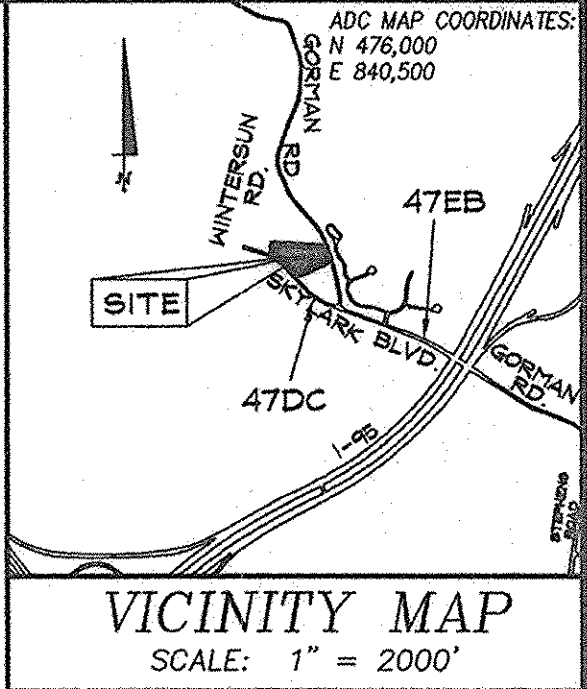 ADC MAP COORDINATES:
N 476,000
E 840,500
GORMAN RD
WINTERSUN
RD.
47EB
SITE
SKYLARK BLVD.
GORMAN
RD.
47DC
I-95
STEPHENS
ROAD
N
VICINITY MAP
SCALE: 1" = 2000'